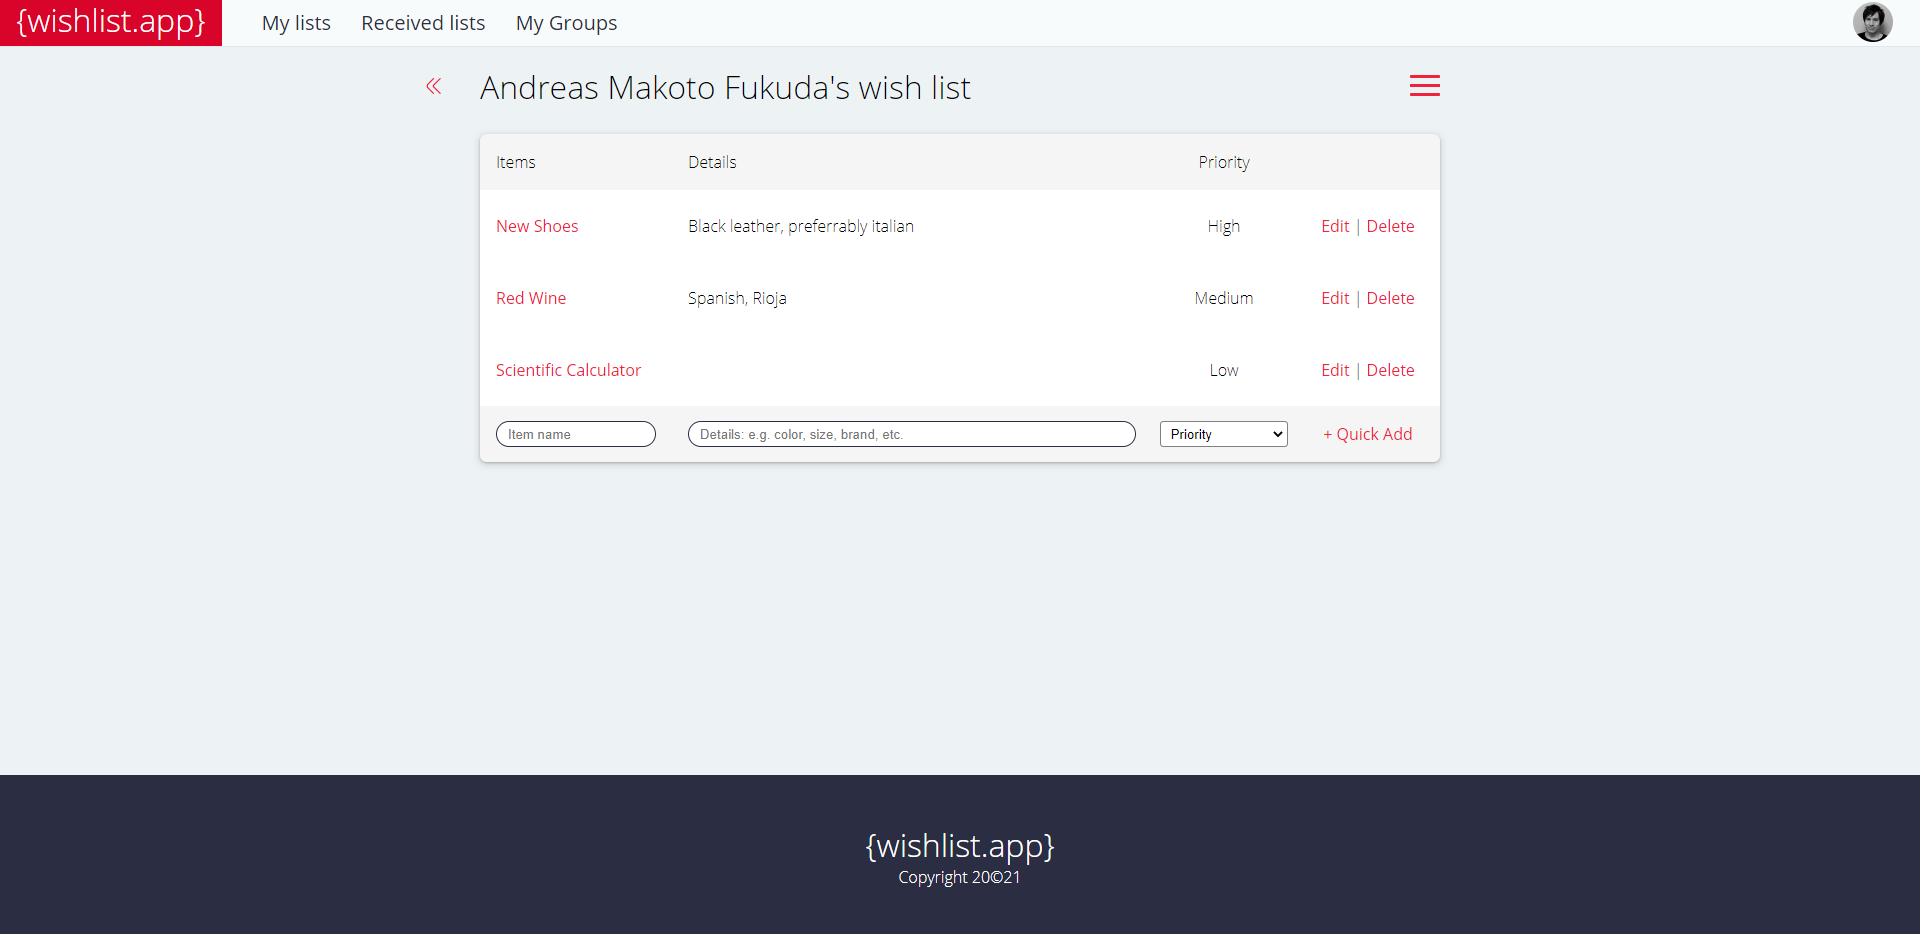 {wishlist.app} My lists Received lists My Groups
« Andreas Makoto Fukuda's wish list
Items Details Priority
New Shoes Black leather, preferrably italian High Edit | Delete
Red Wine Spanish, Rioja Medium Edit | Delete
Scientific Calculator Low Edit | Delete
Item name Details: e.g. color, size, brand, etc. Priority + Quick Add
{wishlist.app}
Copyright 20©21